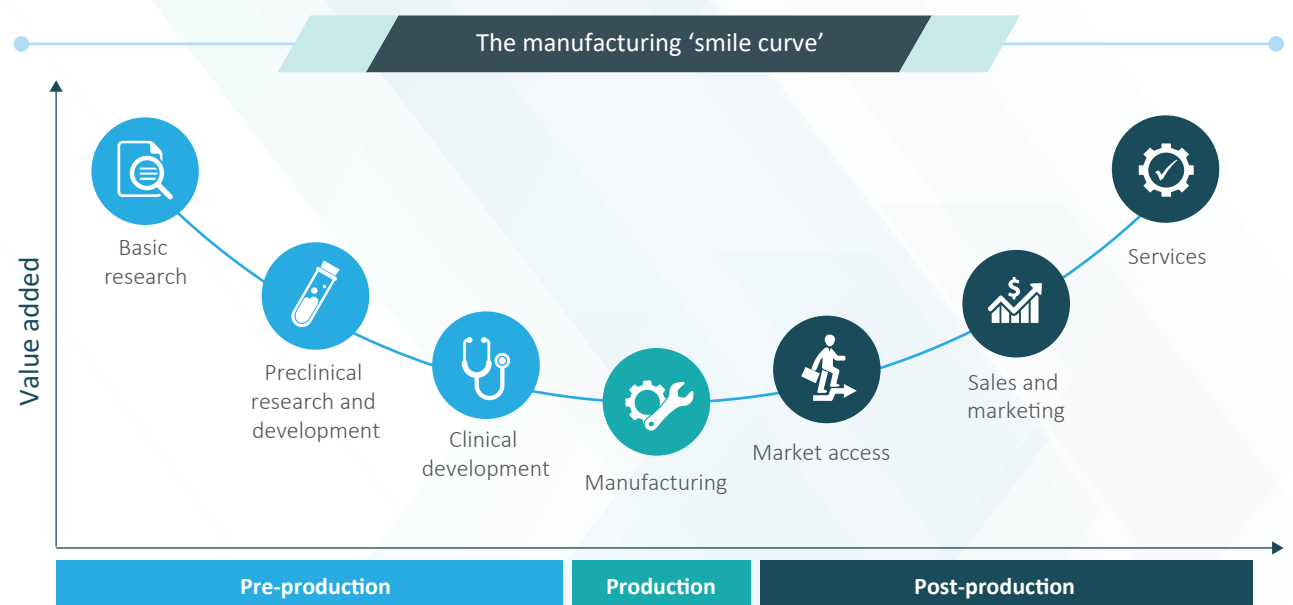 The manufacturing ‘smile curve’
Value added
Basic
research
Preclinical
research and
development
Clinical
development
Manufacturing
Market access
$
Sales and
marketing
Services
Pre-production
Production
Post-production